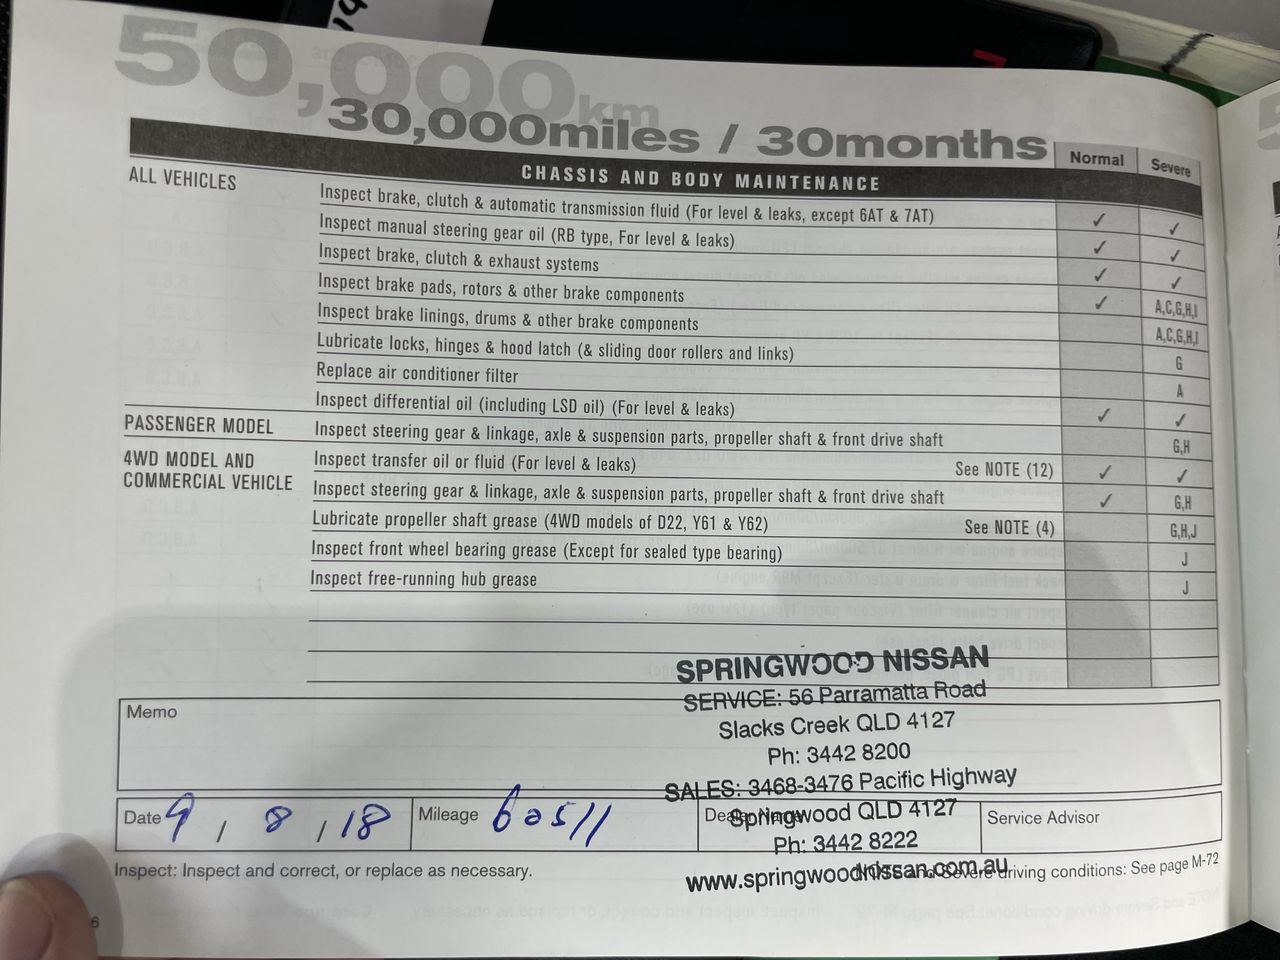 50,000km
30,000miles / 30months
Normal Severe
CHASSIS AND BODY MAINTENANCE
ALL VEHICLES
Inspect brake, clutch & automatic transmission fluid (For level & leaks, except 6AT & 7AT) ✓ ✓
Inspect manual steering gear oil (RB type, For level & leaks) ✓ ✓
Inspect brake, clutch & exhaust systems ✓ ✓
Inspect brake pads, rotors & other brake components ✓ A,C,G,H,I
Inspect brake linings, drums & other brake components A,C,G,H,I
Lubricate locks, hinges & hood latch (& sliding door rollers and links) G
Replace air conditioner filter A
Inspect differential oil (including LSD oil) (For level & leaks) ✓ ✓
PASSENGER MODEL Inspect steering gear & linkage, axle & suspension parts, propeller shaft & front drive shaft G,H
4WD MODEL AND
COMMERCIAL VEHICLE
Inspect transfer oil or fluid (For level & leaks) See NOTE (12) ✓ ✓
Inspect steering gear & linkage, axle & suspension parts, propeller shaft & front drive shaft ✓ G,H
Lubricate propeller shaft grease (4WD models of D22, Y61 & Y62) See NOTE (4) G,H,J
Inspect front wheel bearing grease (Except for sealed type bearing) J
Inspect free-running hub grease J
SPRINGWOOD NISSAN
SERVICE: 56 Parramatta Road
Slacks Creek QLD 4127
Ph: 3442 8200
SALES: 3468-3476 Pacific Highway
Springwood QLD 4127
Ph: 3442 8222
www.springwoodnissan.com.au
Memo
Date 9 / 8 / 18
Mileage 60511
Service Advisor
Inspect: Inspect and correct, or replace as necessary.
driving conditions: See page M-72
6